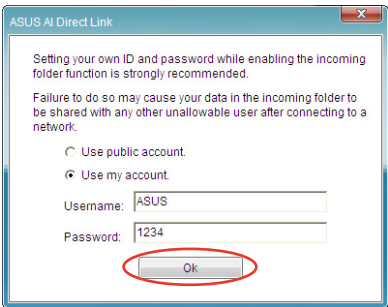 ASUS AI Direct Link
Setting your own ID and password while enabling the incoming
folder function is strongly recommended.
Failure to do so may cause your data in the incoming folder to
be shared with any other unallowable user after connecting to a
network.
Use public account.
Use my account.
Username: ASUS
Password: 1234
Ok